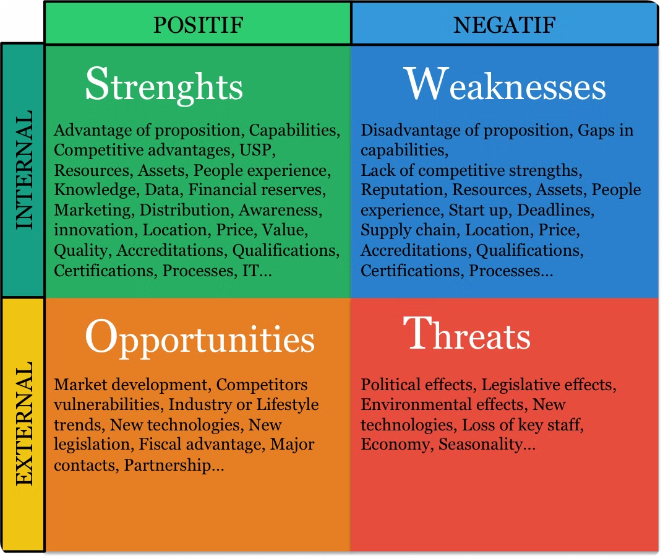 POSITIF
NEGATIF
INTERNAL
Strenghts
Advantage of proposition, Capabilities,
Competitive advantages, USP,
Resources, Assets, People experience,
Knowledge, Data, Financial reserves,
Marketing, Distribution, Awareness,
innovation, Location, Price, Value,
Quality, Accreditations, Qualifications,
Certifications, Processes, IT...
Weaknesses
Disadvantage of proposition, Gaps in
capabilities,
Lack of competitive strengths,
Reputation, Resources, Assets, People
experience, Start up, Deadlines,
Supply chain, Location, Price,
Accreditations, Qualifications,
Certifications, Processes...
EXTERNAL
Opportunities
Market development, Competitors
vulnerabilities, Industry or Lifestyle
trends, New technologies, New
legislation, Fiscal advantage, Major
contacts, Partnership...
Threats
Political effects, Legislative effects,
Environmental effects, New
technologies, Loss of key staff,
Economy, Seasonality...